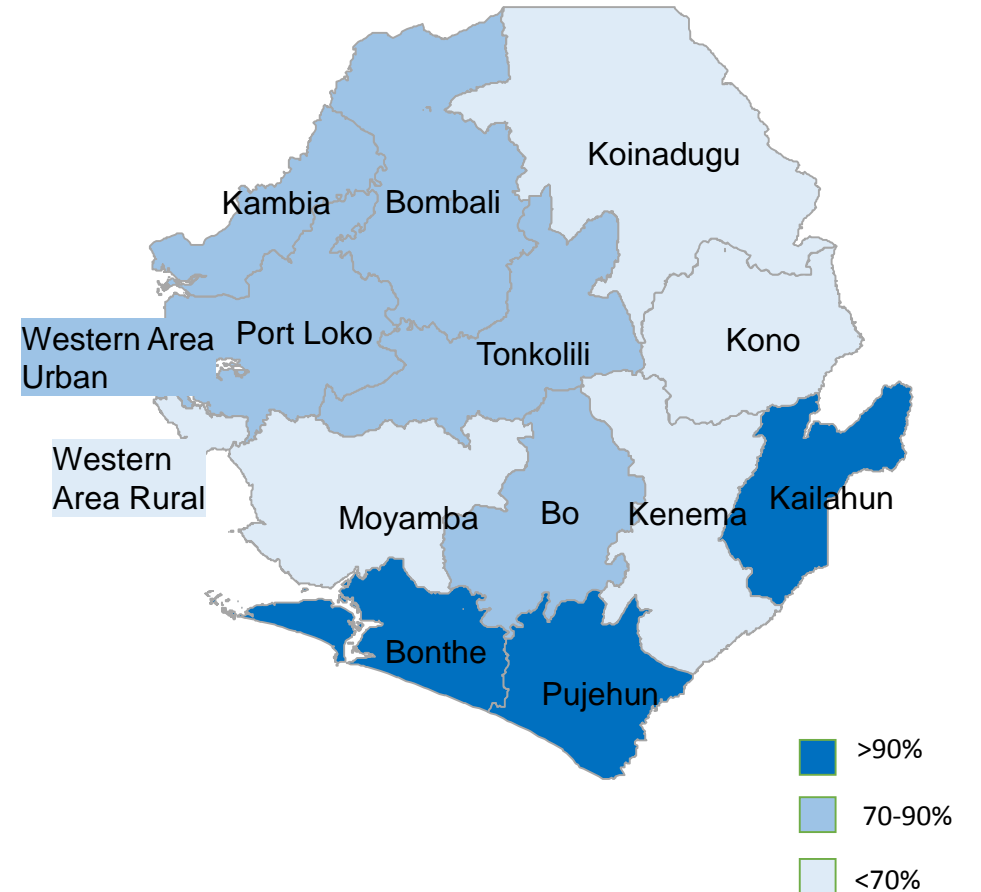 Koinadugu
Kambia
Bombali
Western Area
Urban
Port Loko
Tonkolili
Kono
Western
Area Rural
Moyamba
Bo
Kenema
Kailahun
Bonthe
Pujehun
>90%
70-90%
<70%